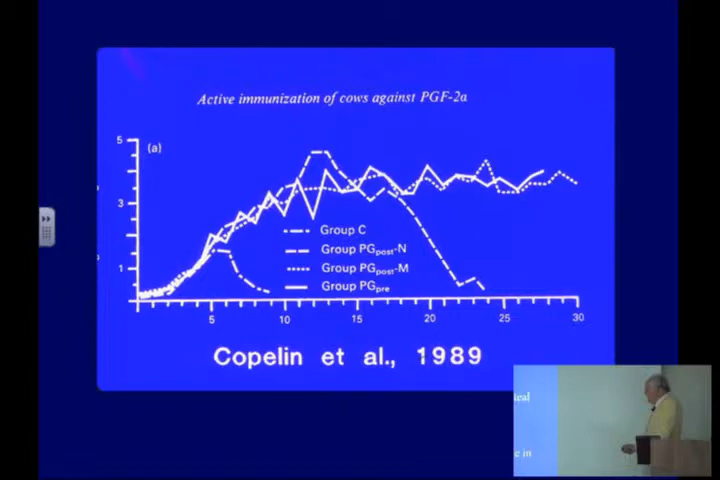 Active immunization of cows against PGF-2a
5
(a)
3
Group C
Group PGpost-N
Group PGpost-M
1
Group PGpre
5 10 15 20 25 30
Copelin et al., 1989
e in